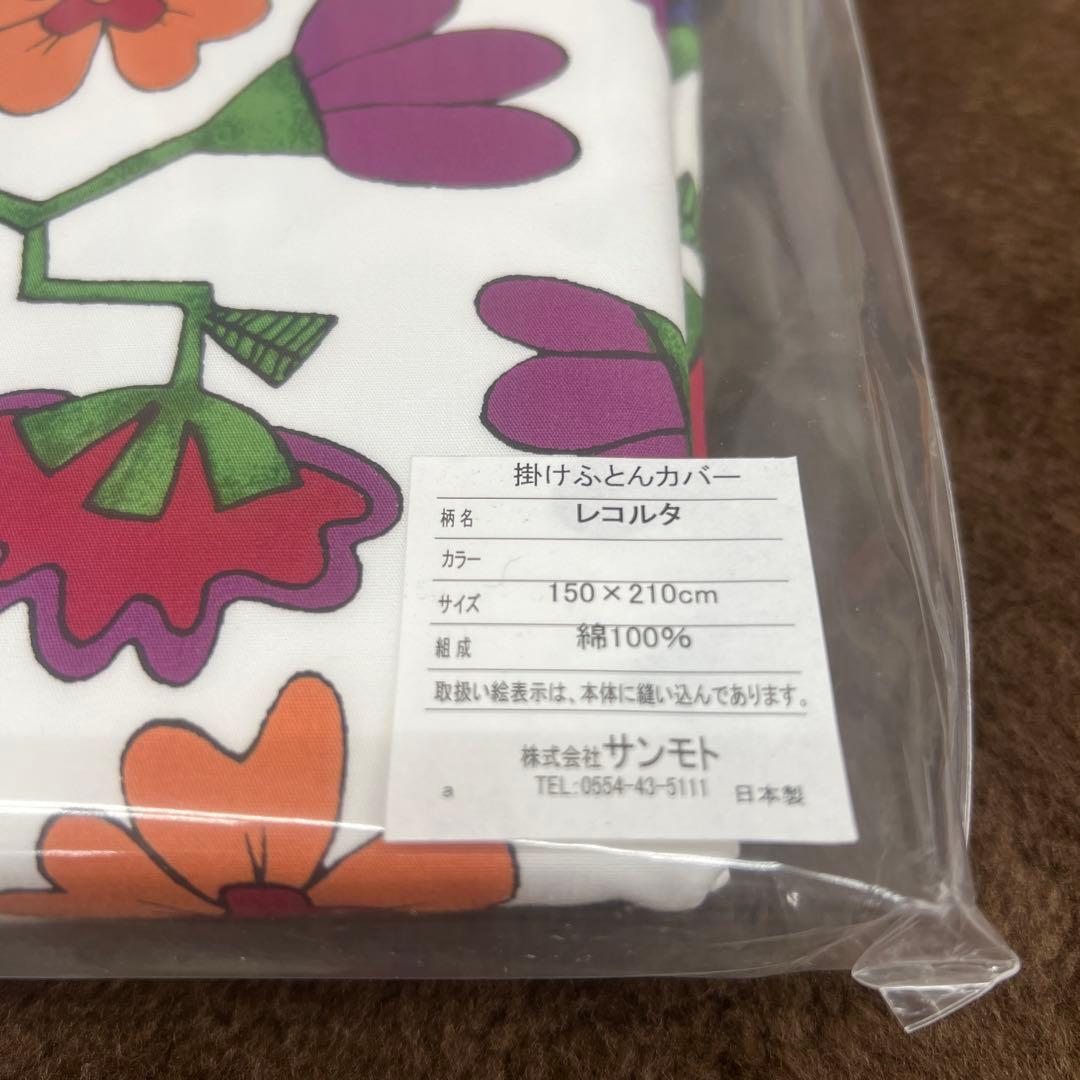 掛けふとんカバー
柄名 レコルタ
カラー
サイズ 150×210cm
組成 綿100%
取扱い絵表示は、本体に縫い込んであります。
株式会社サンモト
TEL:0554-43-5111
a 日本製